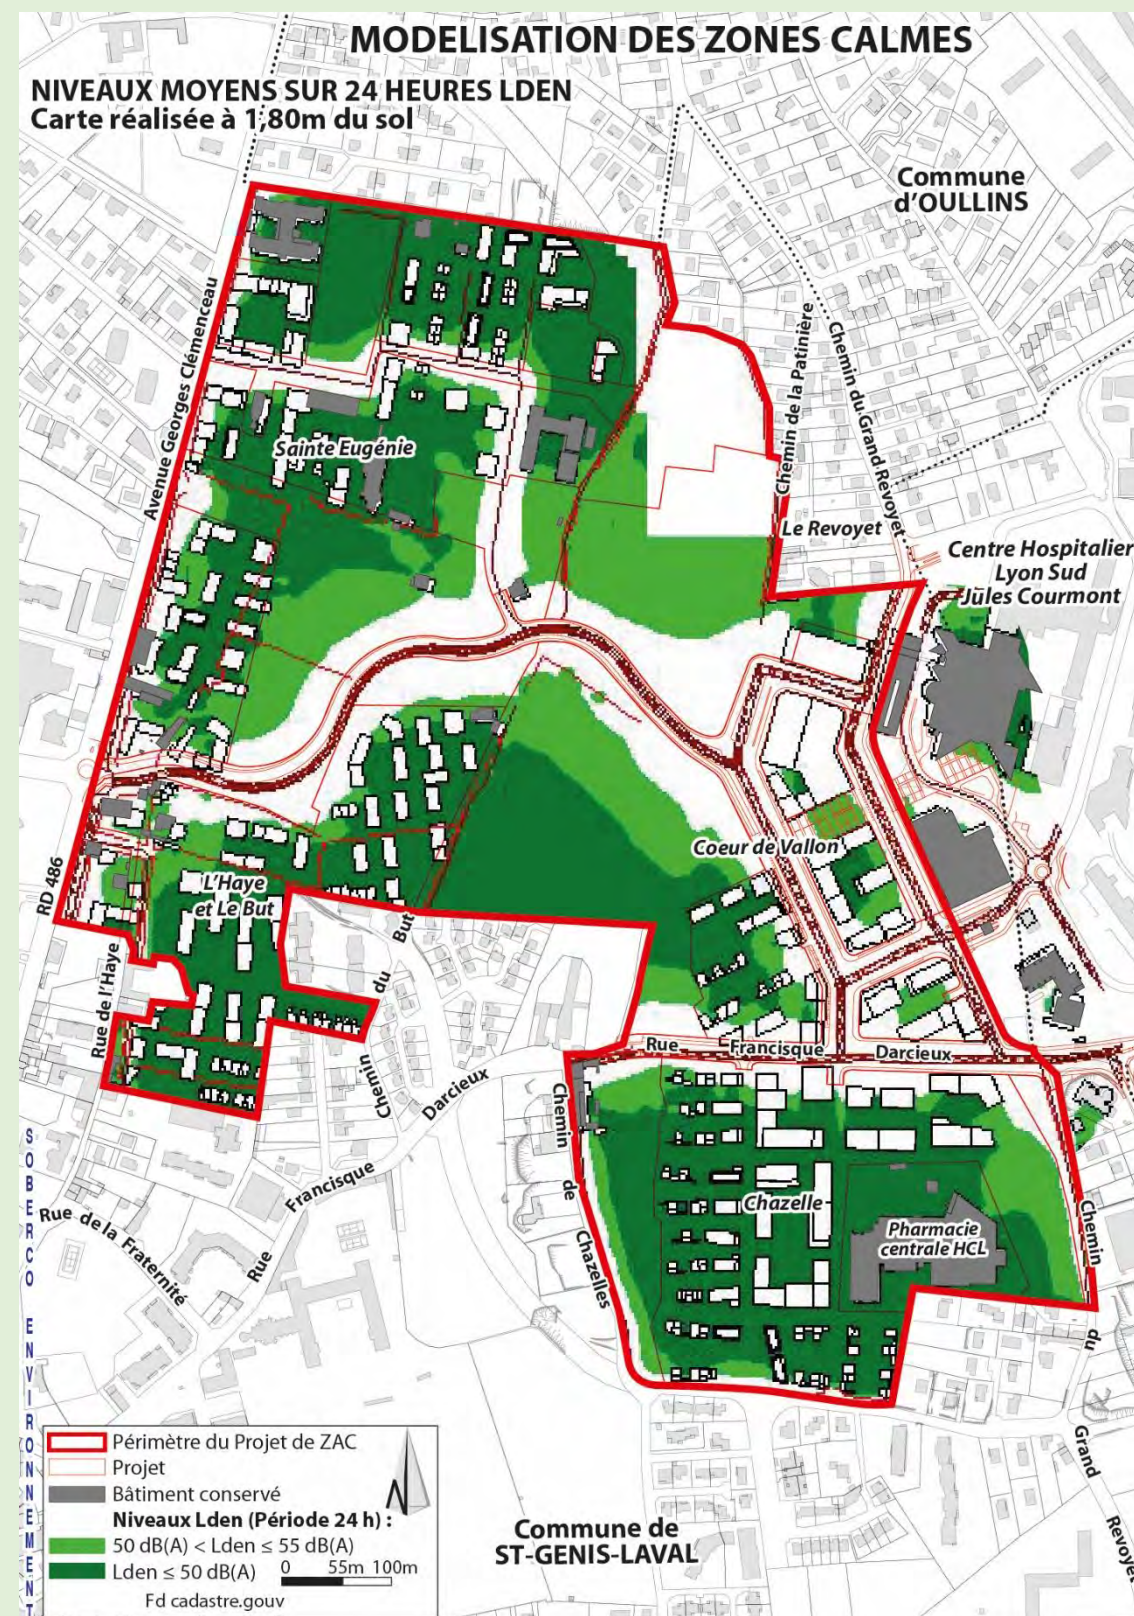 MODELISATION DES ZONES CALMES
NIVEAUX MOYENS SUR 24 HEURES LDEN
Carte réalisée à 1,80m du sol
Commune
d'OULLINS
Avenue Georges Clémenceau
Chemin de la Patinière
Chemin du Grand Revoyet
Sainte Eugénie
Le Revoyet
Centre Hospitalier
Lyon Sud
Jules Courmont
Coeur de Vallon
RD 486
L'Haye
et Le But
Rue de l'Haye
Chemin du But
Rue Francisque Darcieux
Rue Francisque Darcieux
Chemin de Chazelles
Chazelle
Pharmacie
centrale HCL
Chemin du Grand Revoyet
Rue de la Fraternité
SOBERCO ENVIRONNEMENT
Périmètre du Projet de ZAC
Projet
Bâtiment conservé
Niveaux Lden (Période 24 h) :
50 dB(A) < Lden ≤ 55 dB(A)
Lden ≤ 50 dB(A)
0 55m 100m
Fd cadastre.gouv
N
Commune de
ST-GENIS-LAVAL